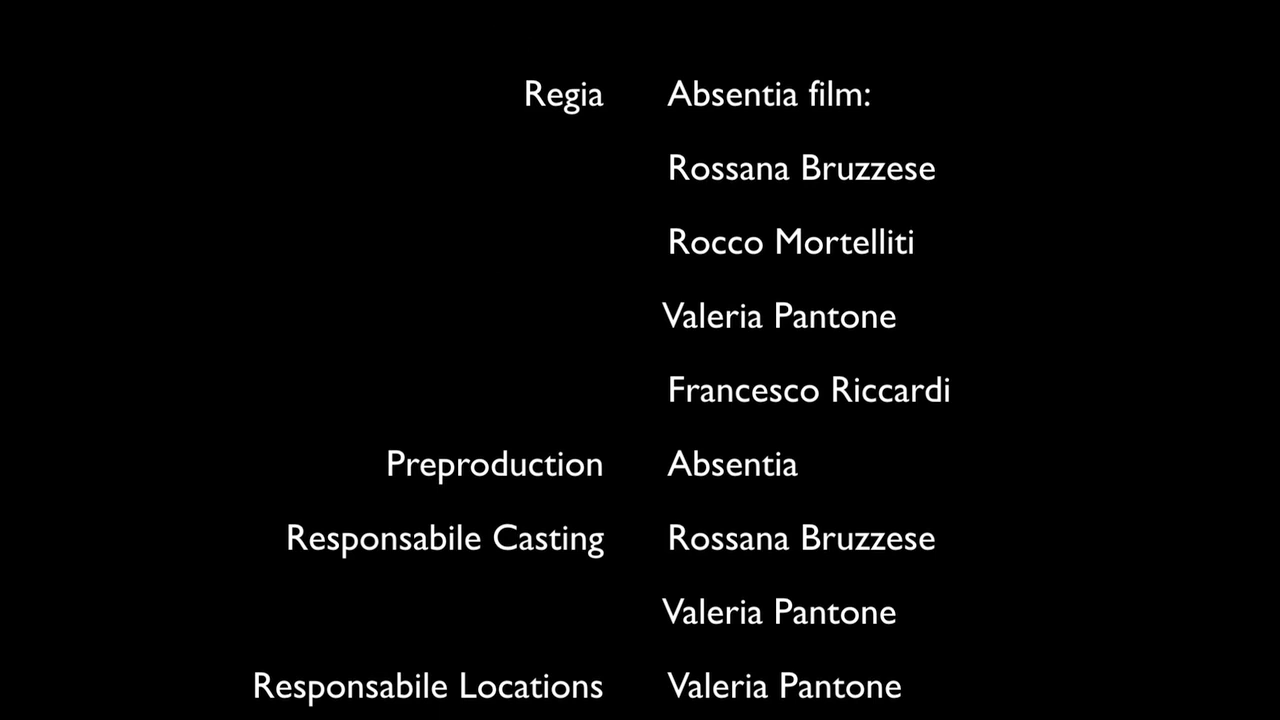 Regia Absentia film:
Rossana Bruzzese
Rocco Mortelliti
Valeria Pantone
Francesco Riccardi
Preproduction Absentia
Responsabile Casting Rossana Bruzzese
Valeria Pantone
Responsabile Locations Valeria Pantone